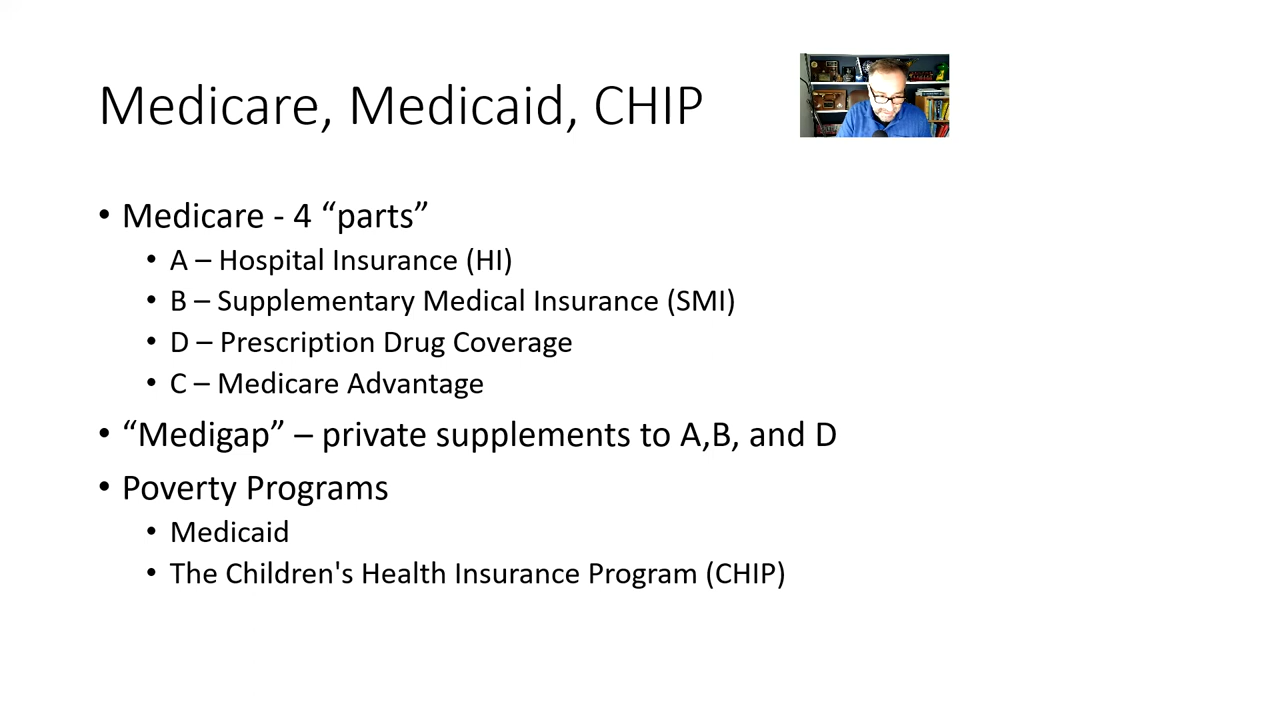 Medicare, Medicaid, CHIP
• Medicare - 4 “parts”
• A – Hospital Insurance (HI)
• B – Supplementary Medical Insurance (SMI)
• D – Prescription Drug Coverage
• C – Medicare Advantage
• “Medigap” – private supplements to A,B, and D
• Poverty Programs
• Medicaid
• The Children's Health Insurance Program (CHIP)